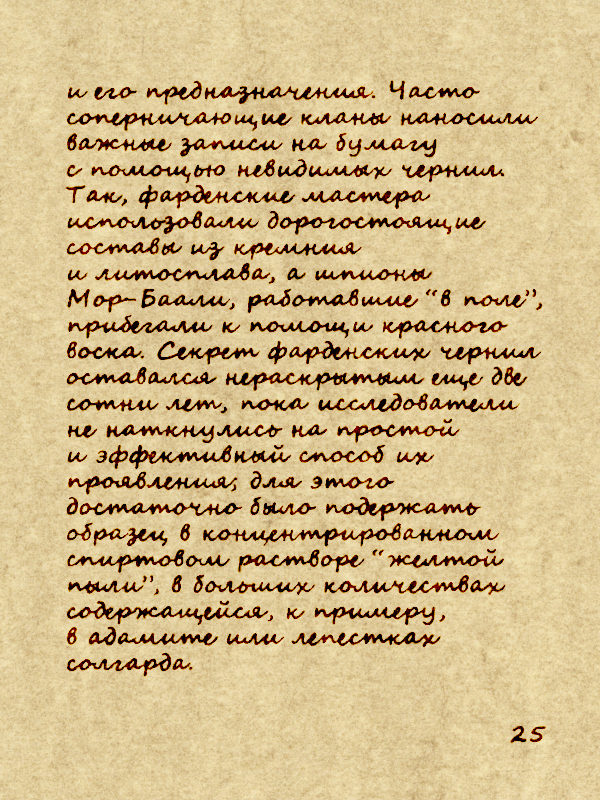 и его предназначения. Часто
соперничающие кланы наносили
важные записи на бумагу
с помощью невидимых чернил.
Так, фарденские мастера
использовали дорогостоящие
составы из кремния
и литосплава, а шпионы
Мор-Баали, работавшие “в поле”,
прибегали к помощи красного
воска. Секрет фарденских чернил
оставался нераскрытым еще две
сотни лет, пока исследователи
не наткнулись на простой
и эффективный способ их
проявления; для этого
достаточно было подержать
образец в концентрированном
спиртовом растворе “желтой
пыли”, в больших количествах
содержащейся, к примеру,
в адамите или лепестках
солгарда.
25